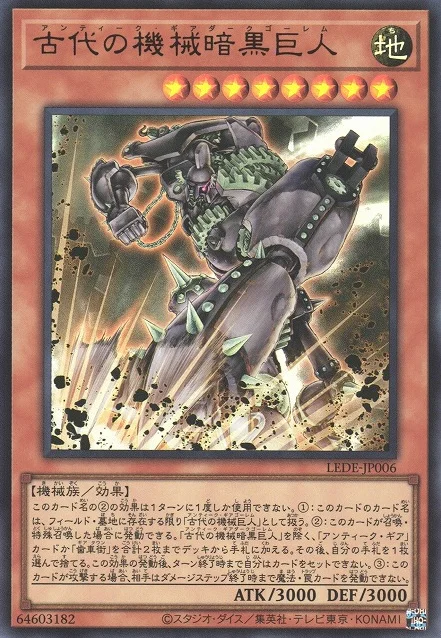 アンティーク・ギアダークゴーレム
古代の機械暗黒巨人
地
LEDE-JP006
【機械族/効果】
このカード名の②の効果は1ターンに1度しか使用できない。①:このカードのカード
名は、フィールド・墓地に存在する限り「古代の機械巨人」として扱う。②:このカードが召喚・
特殊召喚した場合に発動できる。「古代の機械暗黒巨人」を除く、「アンティーク・ギア」
カードか「歯車街」を合計2枚までデッキから手札に加える。その後、自分の手札を1枚
選んで捨てる。この効果の発動後、ターン終了時まで自分はカードをセットできない。③:この
カードが攻撃する場合、相手はダメージステップ終了時まで魔法・罠カードを発動できない。
ATK/3000 DEF/3000
64603182
©スタジオ・ダイス/集英社・テレビ東京・KONAMI